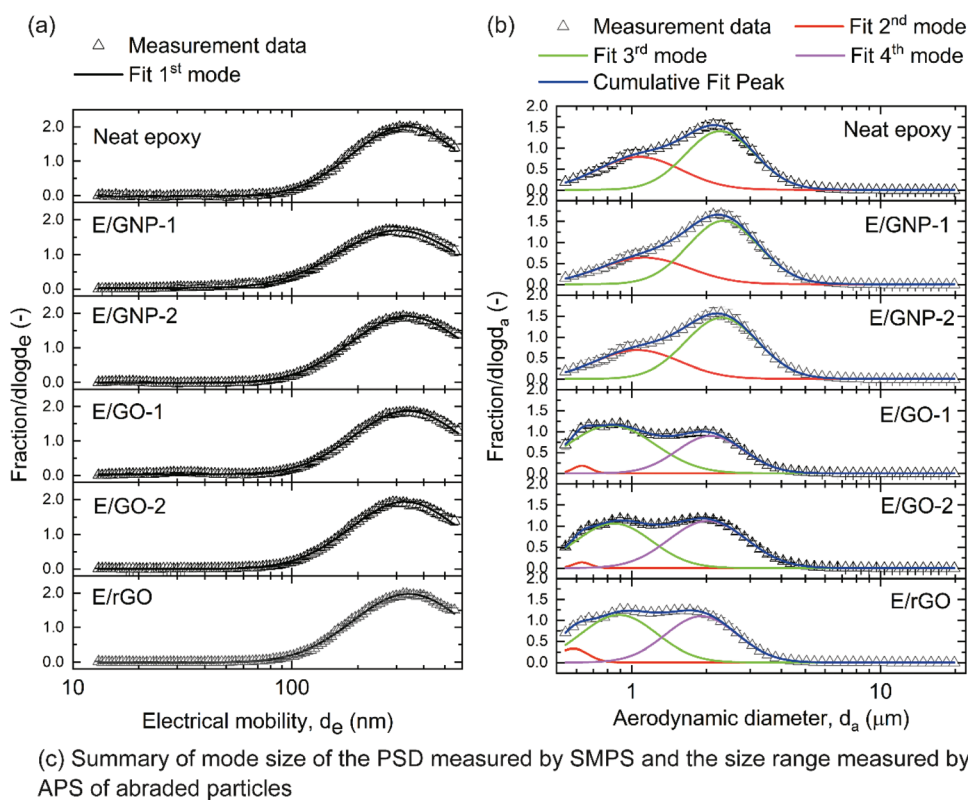 (a)
Measurement data
Fit 1st mode
Neat epoxy
2.0
1.0
0.0
E/GNP-1
2.0
1.0
0.0
E/GNP-2
2.0
1.0
0.0
E/GO-1
2.0
1.0
0.0
E/GO-2
2.0
1.0
0.0
E/rGO
2.0
1.0
0.0
10 100
Fraction/dlogde (-)
Electrical mobility, de (nm)
(b)
Measurement data Fit 2nd mode
Fit 3rd mode Fit 4th mode
Cumulative Fit Peak
2.0
Neat epoxy
1.5
1.0
0.5
0.0
2.0
E/GNP-1
1.5
1.0
0.5
0.0
2.0
E/GNP-2
1.5
1.0
0.5
0.0
2.0
E/GO-1
1.5
1.0
0.5
0.0
2.0
E/GO-2
1.5
1.0
0.5
0.0
2.0
E/rGO
1.5
1.0
0.5
0.0
1 10
Fraction/dlogda (-)
Aerodynamic diameter, da (μm)
(c) Summary of mode size of the PSD measured by SMPS and the size range measured by
APS of abraded particles